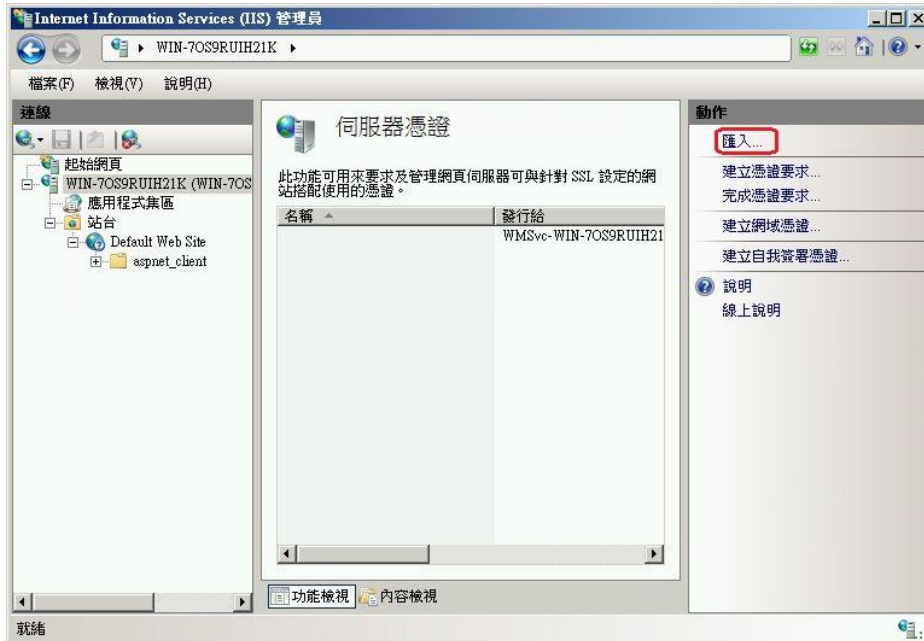 Internet Information Services (IIS) 管理員
WIN-7OS9RUIH21K
檔案(F) 檢視(V) 說明(H)
連線
起始網頁
WIN-7OS9RUIH21K (WIN-7OS
應用程式集區
站台
Default Web Site
aspnet_client
伺服器憑證
此功能可用來要求及管理網頁伺服器可與針對 SSL 設定的網
站搭配使用的憑證。
名稱 發行給
WMSvc-WIN-7OS9RUIH21
功能檢視 內容檢視
動作
匯入...
建立憑證要求...
完成憑證要求...
建立網域憑證...
建立自我簽署憑證...
說明
線上說明
就緒